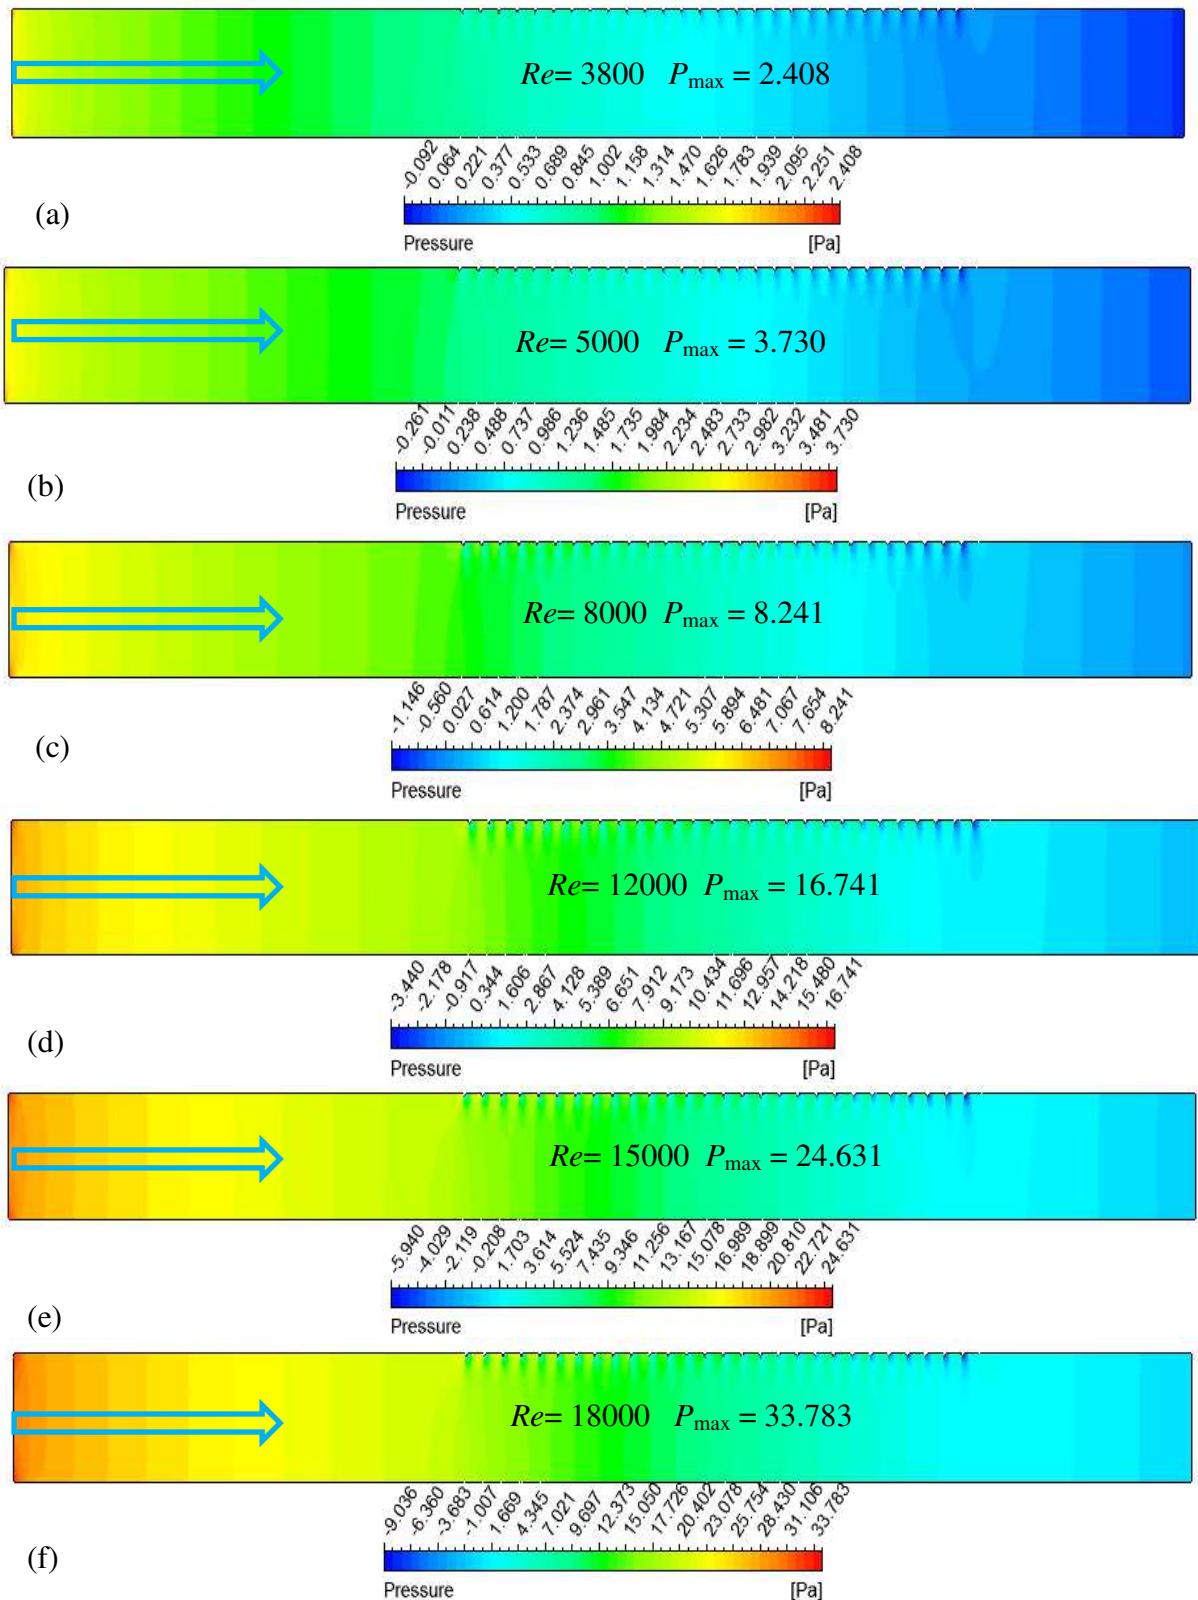 Re= 3800 Pmax = 2.408
-0.092 0.064 0.221 0.377 0.533 0.689 0.845 1.002 1.158 1.314 1.470 1.626 1.783 1.939 2.095 2.251 2.408
(a)
Pressure [Pa]
Re= 5000 Pmax = 3.730
-0.261 -0.011 0.238 0.488 0.737 0.986 1.236 1.485 1.735 1.984 2.234 2.483 2.733 2.982 3.232 3.481 3.730
(b)
Pressure [Pa]
Re= 8000 Pmax = 8.241
-1.146 -0.560 0.027 0.614 1.200 1.787 2.374 2.961 3.547 4.134 4.721 5.307 5.894 6.481 7.067 7.654 8.241
(c)
Pressure [Pa]
Re= 12000 Pmax = 16.741
-3.440 -2.178 -0.917 0.344 1.606 2.867 4.128 5.389 6.651 7.912 9.173 10.434 11.696 12.957 14.218 15.480 16.741
(d)
Pressure [Pa]
Re= 15000 Pmax = 24.631
-5.940 -4.029 -2.119 -0.208 1.703 3.614 5.524 7.435 9.346 11.256 13.167 15.078 16.989 18.899 20.810 22.721 24.631
(e)
Pressure [Pa]
Re= 18000 Pmax = 33.783
-9.036 -6.360 -3.683 -1.007 1.669 4.345 7.021 9.697 12.373 15.050 17.726 20.402 23.078 25.754 28.430 31.106 33.783
(f)
Pressure [Pa]